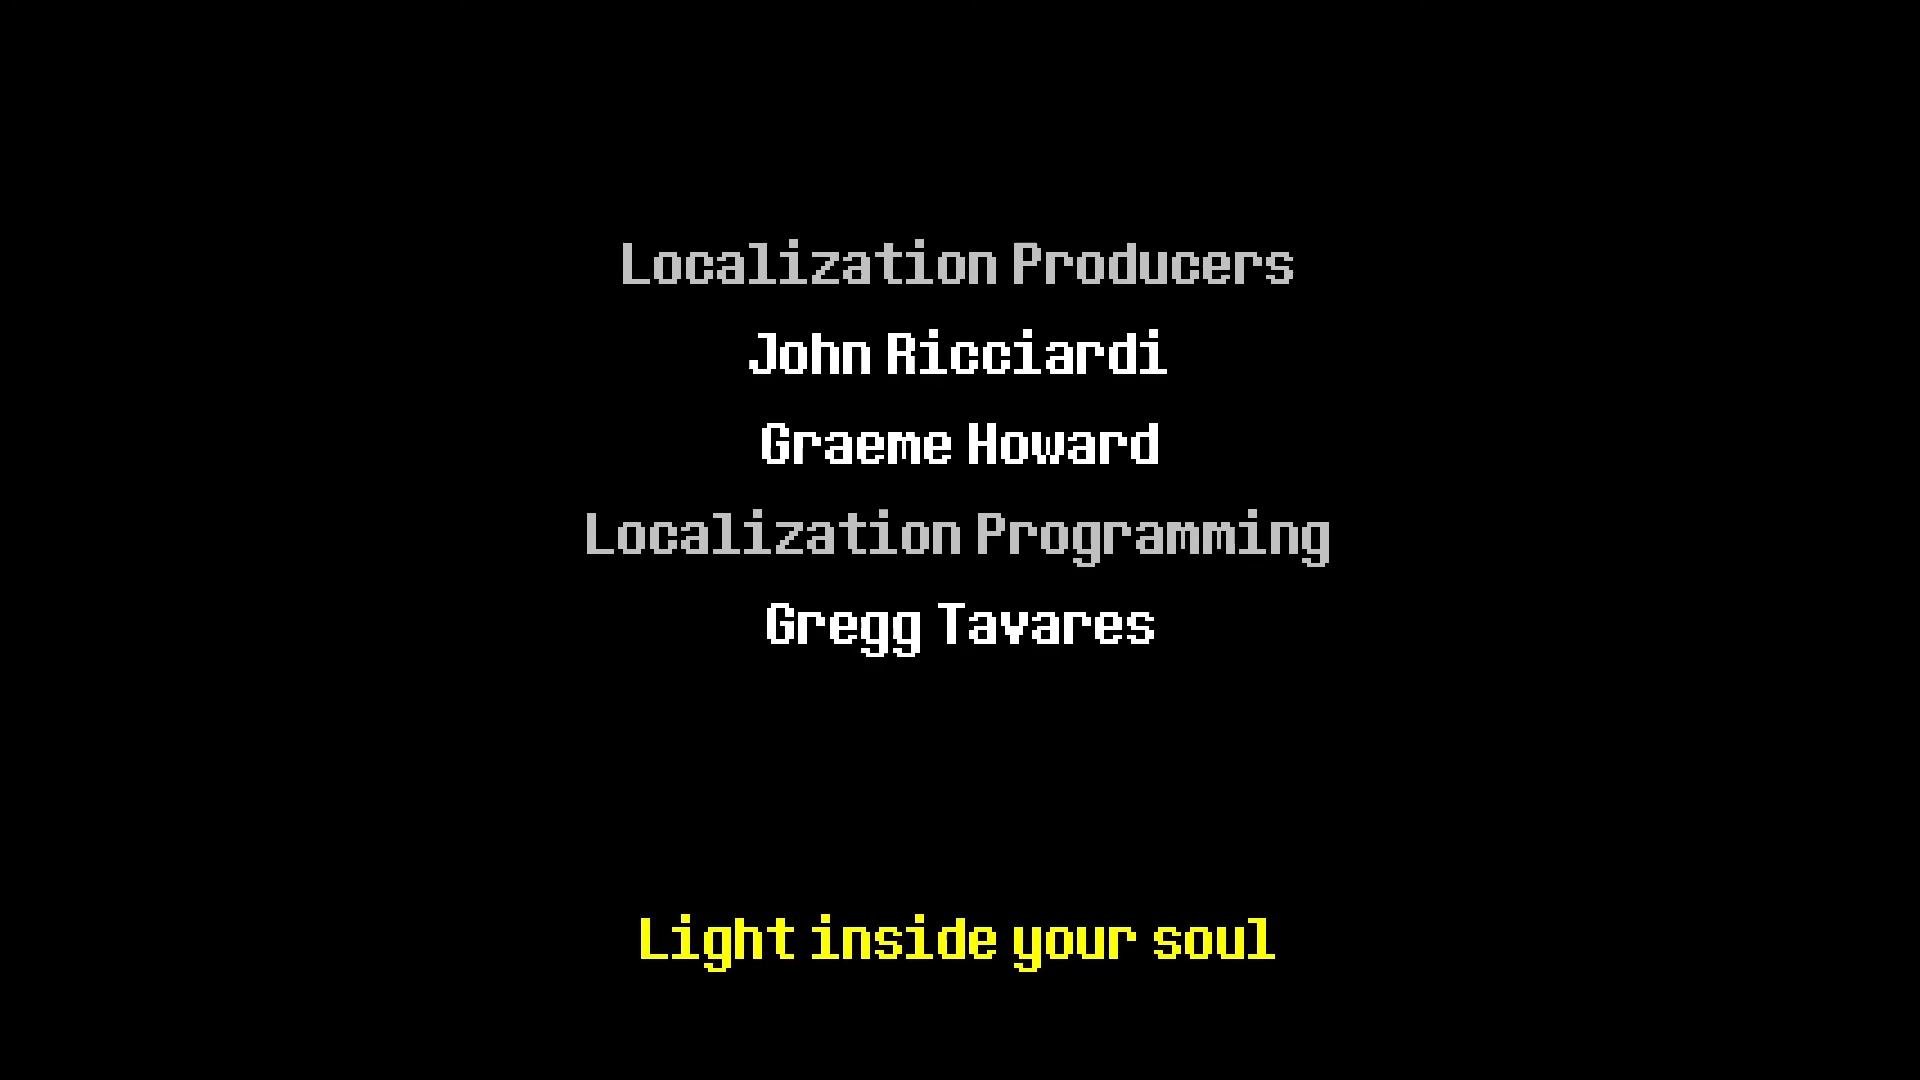 Localization Producers
John Ricciardi
Graeme Howard
Localization Programming
Gregg Tavares
Light inside your soul